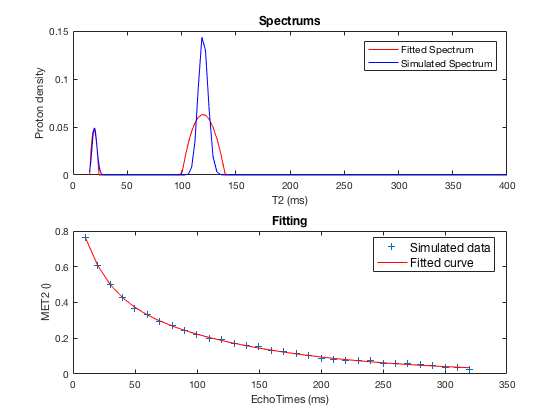 Spectrums
0.15
0.1
0.05
0
Proton density
Fitted Spectrum
Simulated Spectrum
0 50 100 150 200 250 300 350 400
T2 (ms)
Fitting
0.8
0.6
0.4
0.2
0
MET2 ()
Simulated data
Fitted curve
0 50 100 150 200 250 300 350
EchoTimes (ms)